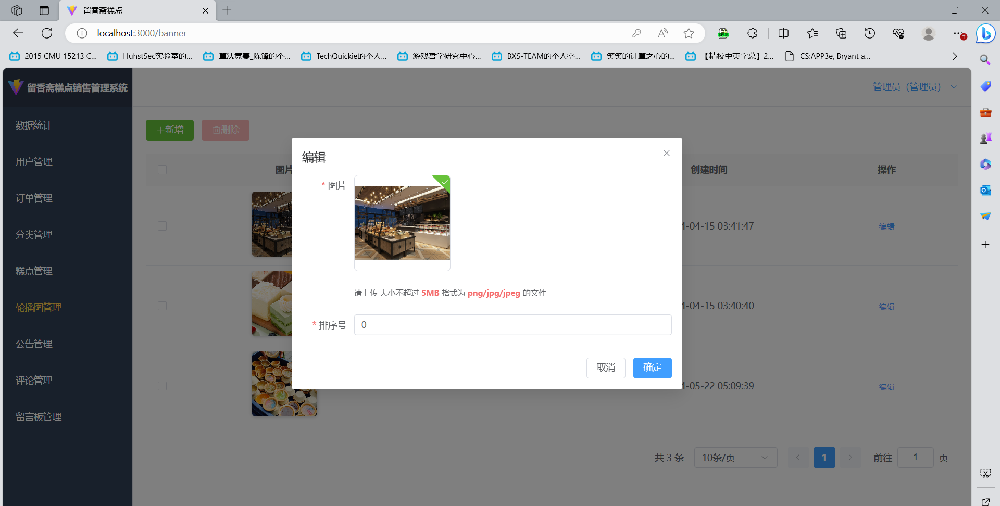 留香斋糕点
localhost:3000/banner
2015 CMU 15213 C...
HuhstSec实验室的...
算法竞赛_陈锋的个...
TechQuickie的个人...
游戏哲学研究中心...
BXS-TEAM的个人空...
笑笑的计算之心的...
【精校中英字幕】2...
CS:APP3e, Bryant a...
留香斋糕点销售管理系统
管理员（管理员）
数据统计
用户管理
订单管理
分类管理
糕点管理
轮播图管理
公告管理
评论管理
留言板管理
+新增
删除
图片
创建时间
操作
4-04-15 03:41:47
编辑
4-04-15 03:40:40
编辑
2024-05-22 05:09:39
编辑
编辑
* 图片
请上传 大小不超过 5MB 格式为 png/jpg/jpeg 的文件
* 排序号
0
取消
确定
共 3 条
10条/页
1
前往
1
页